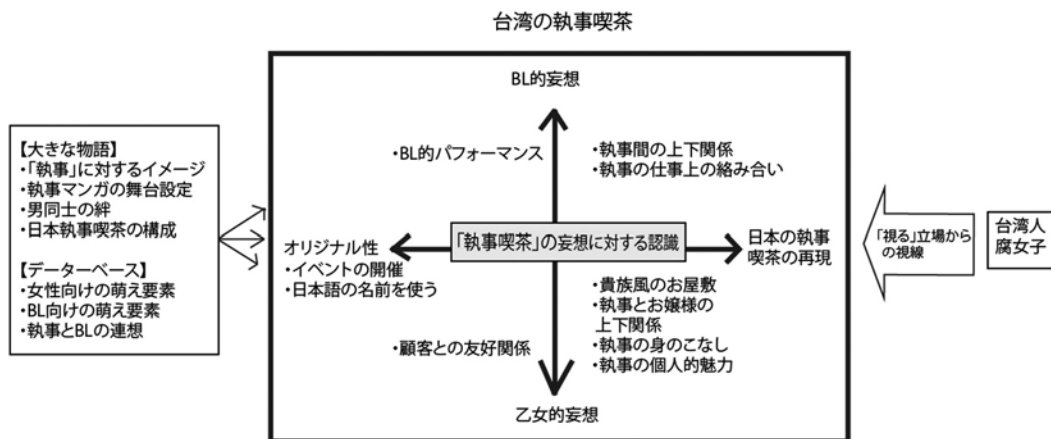 台湾の執事喫茶
【大きな物語】
・「執事」に対するイメージ
・執事マンガの舞台設定
・男同士の絆
・日本執事喫茶の構成
【データーベース】
・女性向けの萌え要素
・BL向けの萌え要素
・執事とBLの連想
BL的妄想
・BL的パフォーマンス
・執事間の上下関係
・執事の仕事上の絡み合い
「執事喫茶」の妄想に対する認識
オリジナル性
・イベントの開催
・日本語の名前を使う
日本の執事
喫茶の再現
・貴族風のお屋敷
・執事とお嬢様の
上下関係
・執事の身のこなし
・執事の個人的魅力
・顧客との友好関係
乙女的妄想
「視る」立場から
の視線
台湾人
腐女子